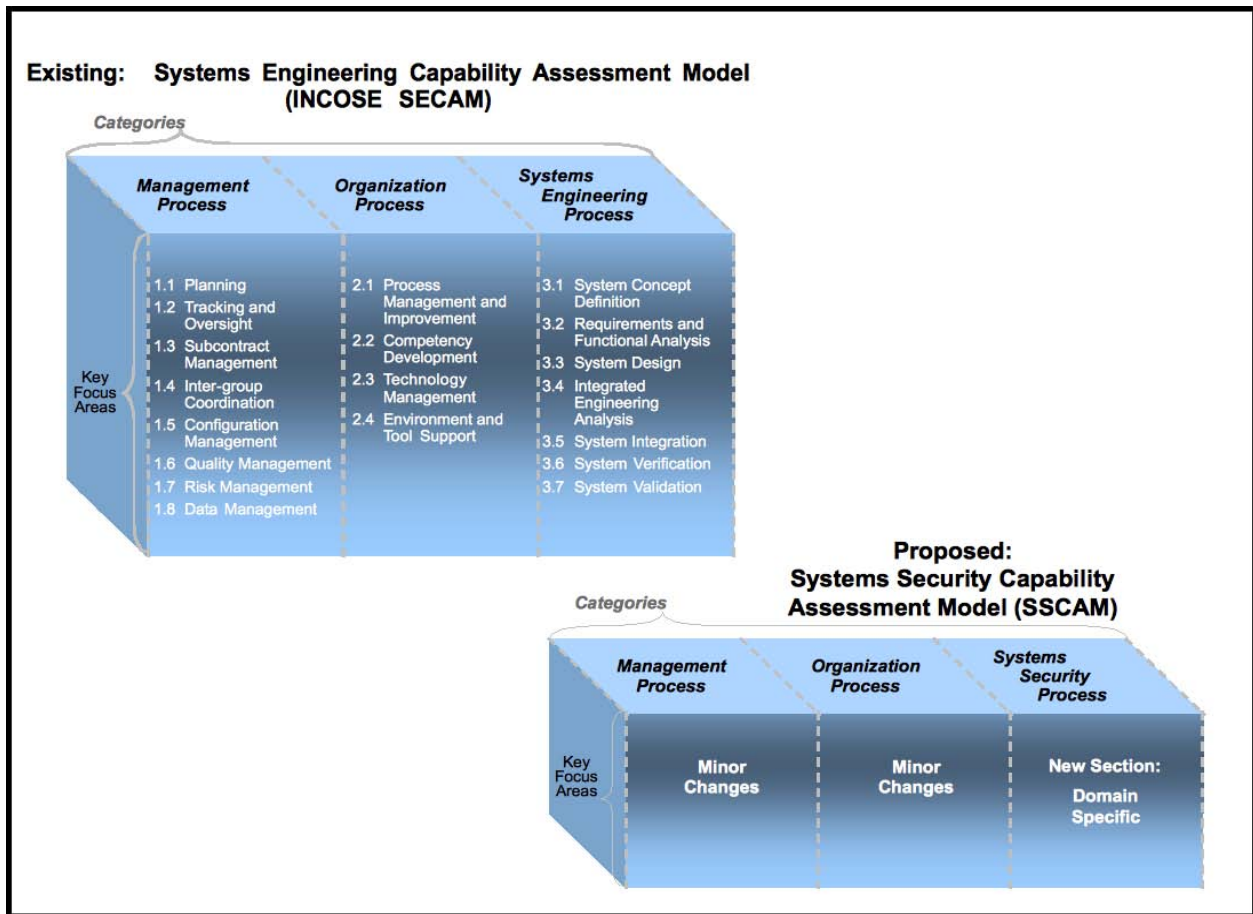 Existing: Systems Engineering Capability Assessment Model
(INCOSE SECAM)
Categories
Management
Process
Organization
Process
Systems
Engineering
Process
Key
Focus
Areas
1.1 Planning
1.2 Tracking and
Oversight
1.3 Subcontract
Management
1.4 Inter-group
Coordination
1.5 Configuration
Management
1.6 Quality Management
1.7 Risk Management
1.8 Data Management
2.1 Process
Management and
Improvement
2.2 Competency
Development
2.3 Technology
Management
2.4 Environment and
Tool Support
3.1 System Concept
Definition
3.2 Requirements and
Functional Analysis
3.3 System Design
3.4 Integrated
Engineering
Analysis
3.5 System Integration
3.6 System Verification
3.7 System Validation
Proposed:
Systems Security Capability
Assessment Model (SSCAM)
Categories
Management
Process
Organization
Process
Systems
Security
Process
Key
Focus
Areas
Minor
Changes
Minor
Changes
New Section:
Domain
Specific